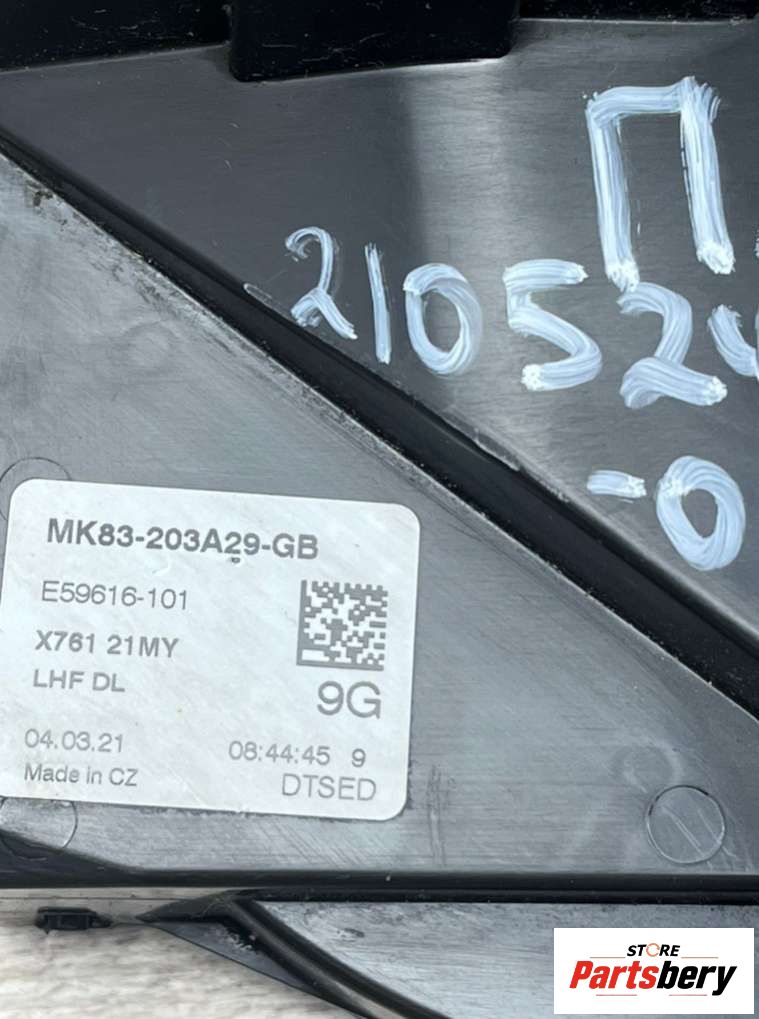 П
210524
-0
MK83-203A29-GB
E59616-101
X761 21MY
LHF DL
9G
04.03.21
08:44:45 9
Made in CZ
DTSED
STORE
Partsbery